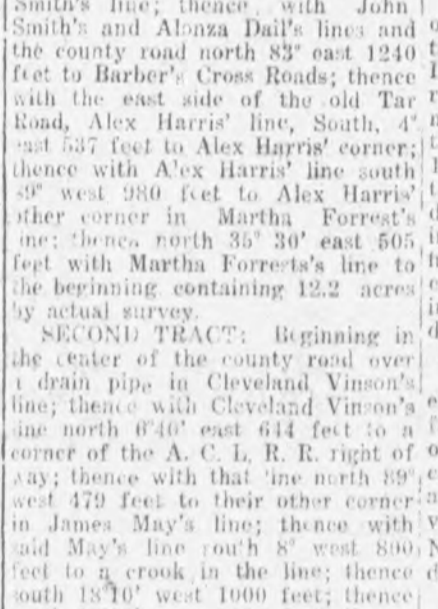 Smith's line; thence with John
Smith's and Alonza Dail's lines and
the county road north 83° east 1240
feet to Barber's Cross Roads; thence
with the east side of the old Tar
Road, Alex Harris' line, South, 4°
east 537 feet to Alex Harris' corner;
thence with Alex Harris' line south
89° west 980 feet to Alex Harris'
other corner in Martha Forrest's
line; thence north 35° 30' east 505
feet with Martha Forrests's line to
the beginning containing 12.2 acres
by actual survey.
SECOND TRACT: Beginning in
the center of the county road over
a drain pipe in Cleveland Vinson's
line; thence with Cleveland Vinson's
line north 6°40' east 644 feet to a
corner of the A. C. L. R. R. right of
way; thence with that line north 89°
west 479 feet to their other corner
in James May's line; thence with
said May's line south 8° west 890
feet to a crook in the line; thence
south 18°10' west 1000 feet; thence